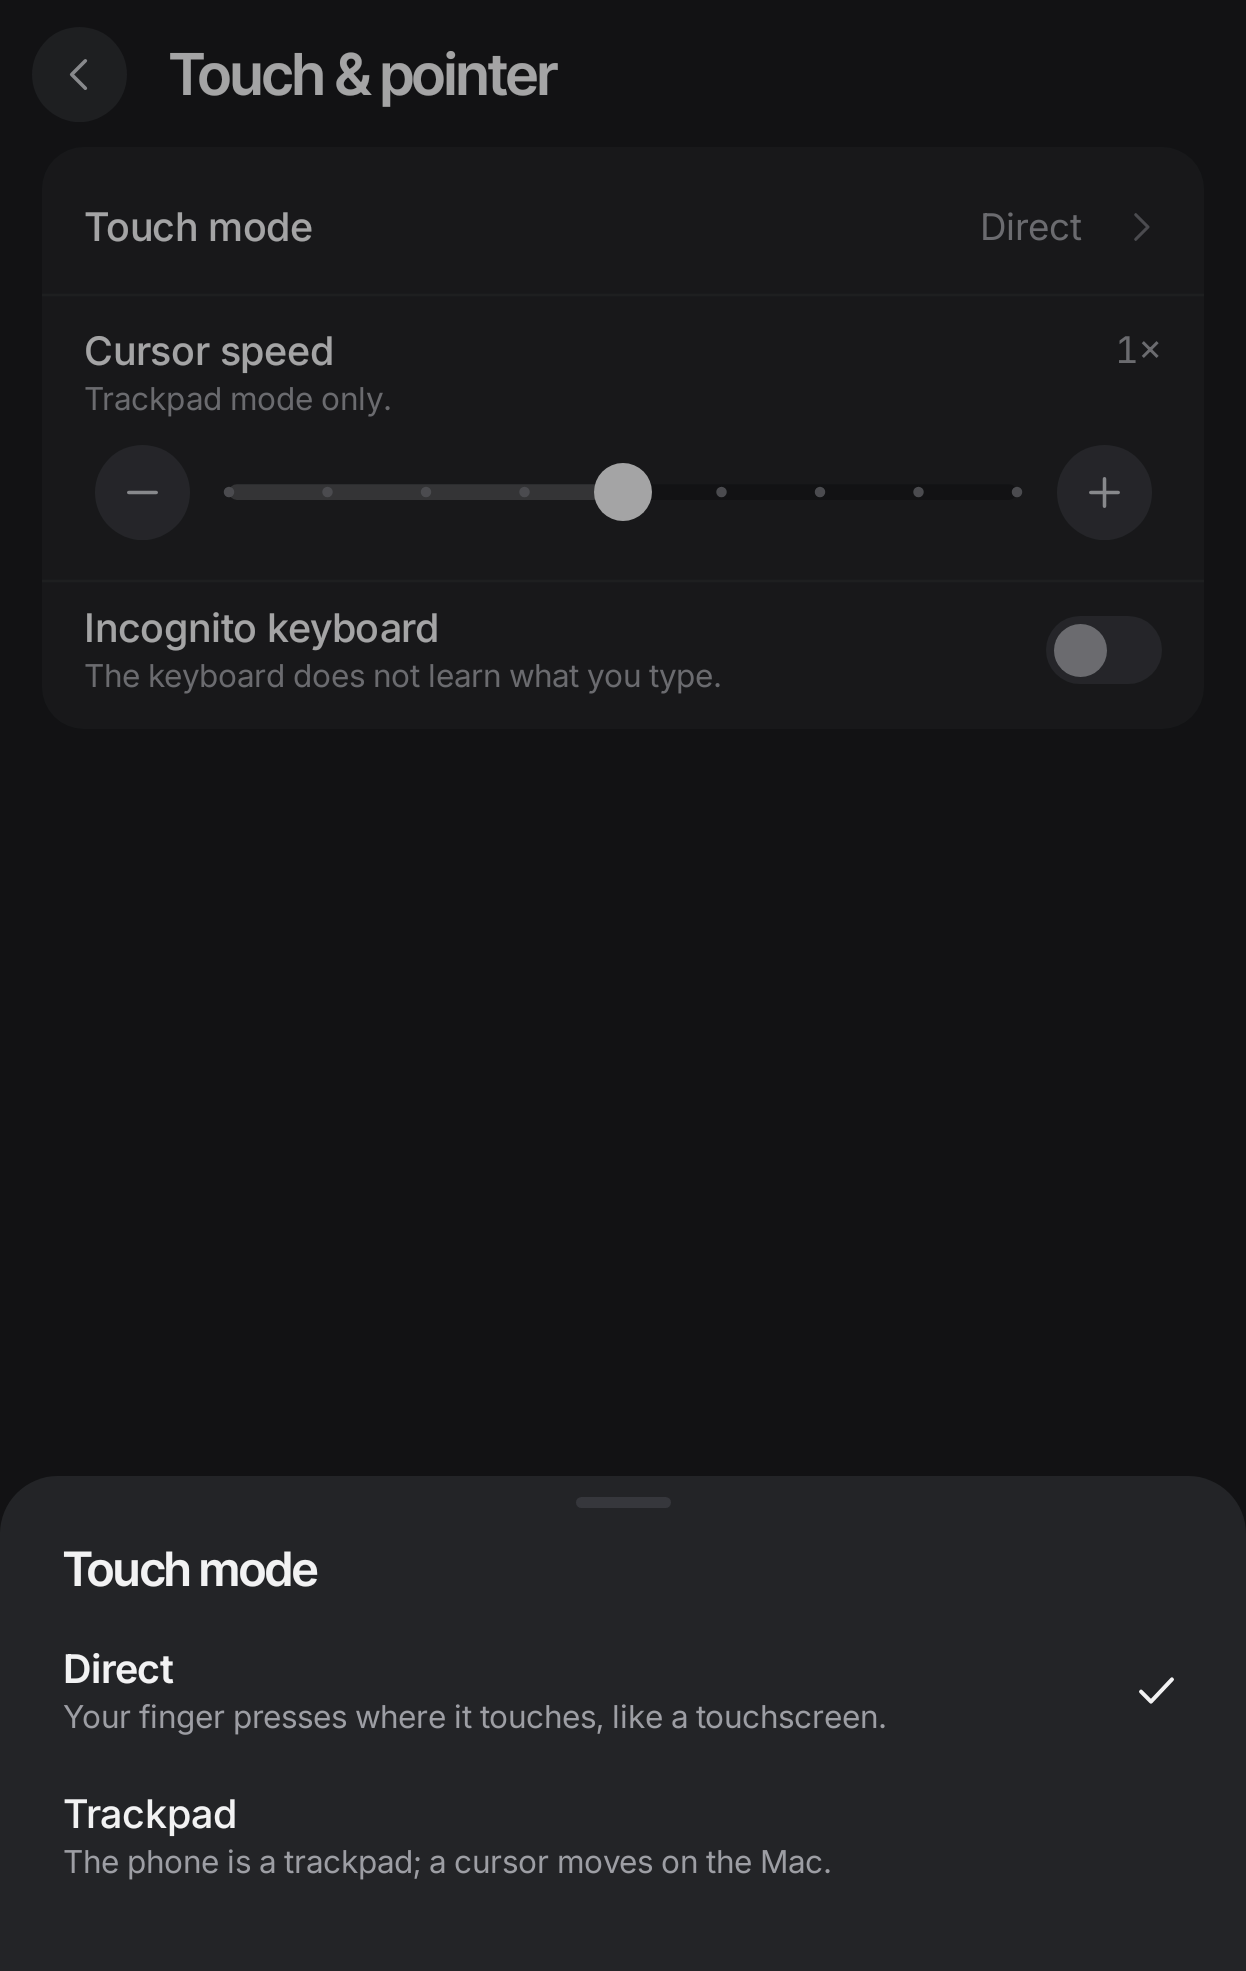 Touch & pointer
Touch mode
Direct
Cursor speed
1×
Trackpad mode only.
Incognito keyboard
The keyboard does not learn what you type.
Touch mode
Direct
Your finger presses where it touches, like a touchscreen.
Trackpad
The phone is a trackpad; a cursor moves on the Mac.